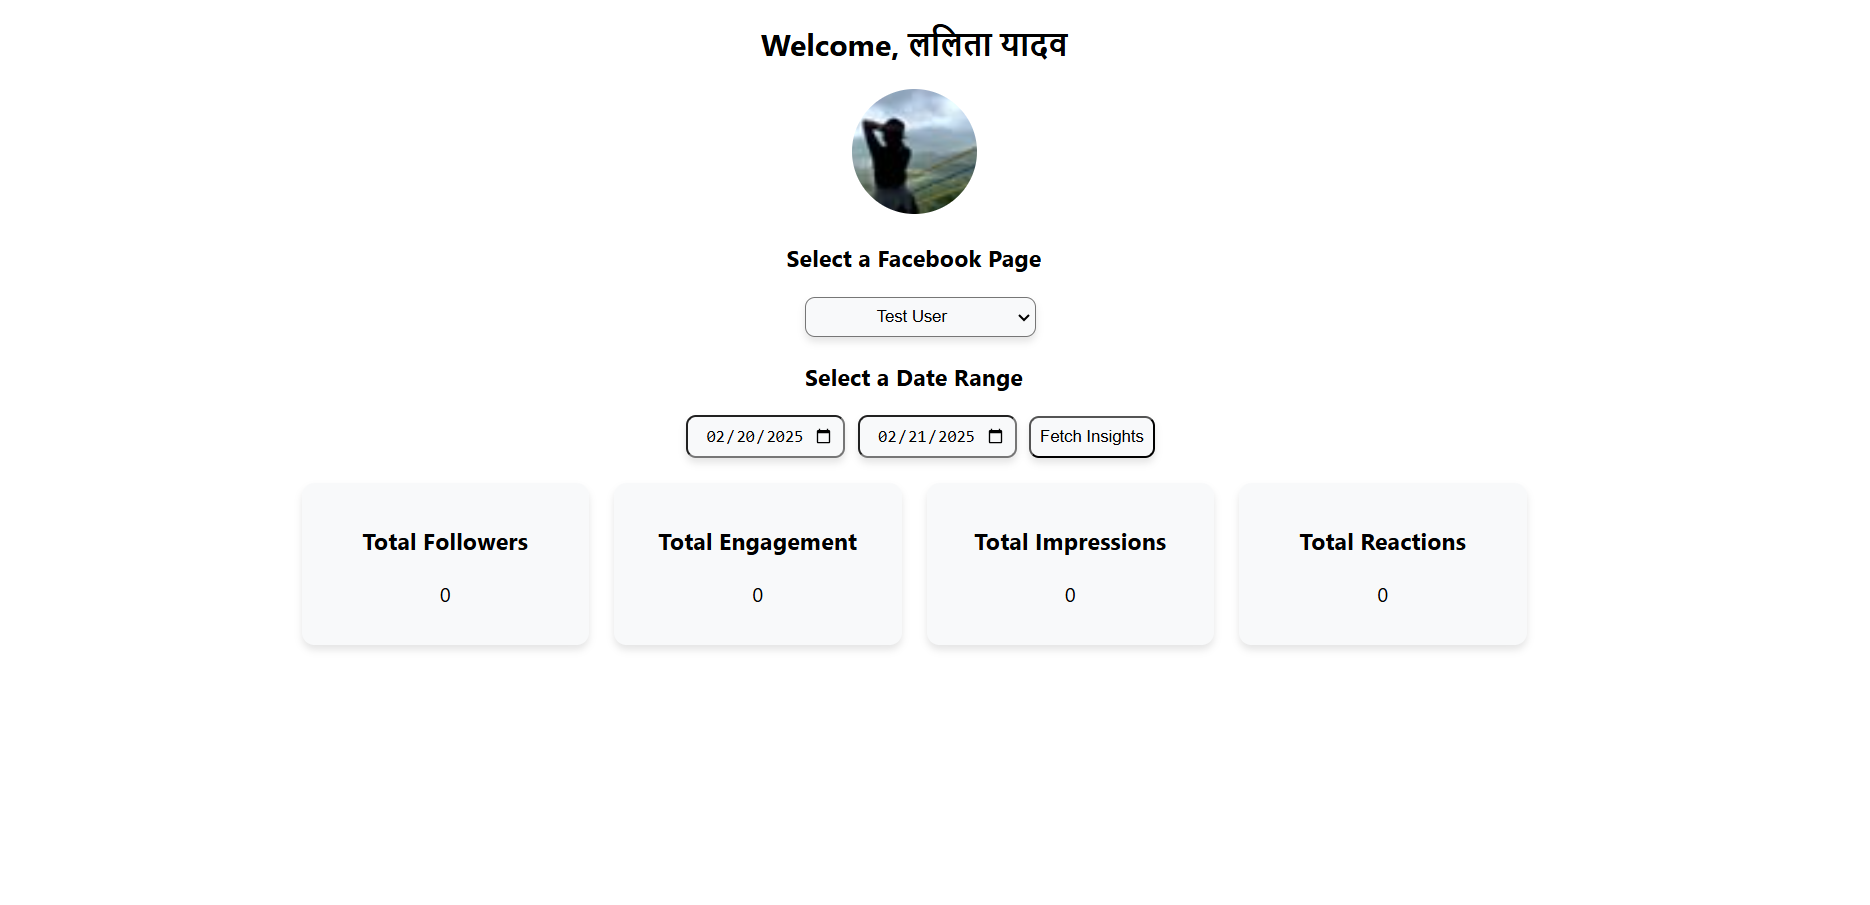 Welcome, ललिता यादव
Select a Facebook Page
Test User
Select a Date Range
02/20/2025 02/21/2025 Fetch Insights
Total Followers Total Engagement Total Impressions Total Reactions
0 0 0 0